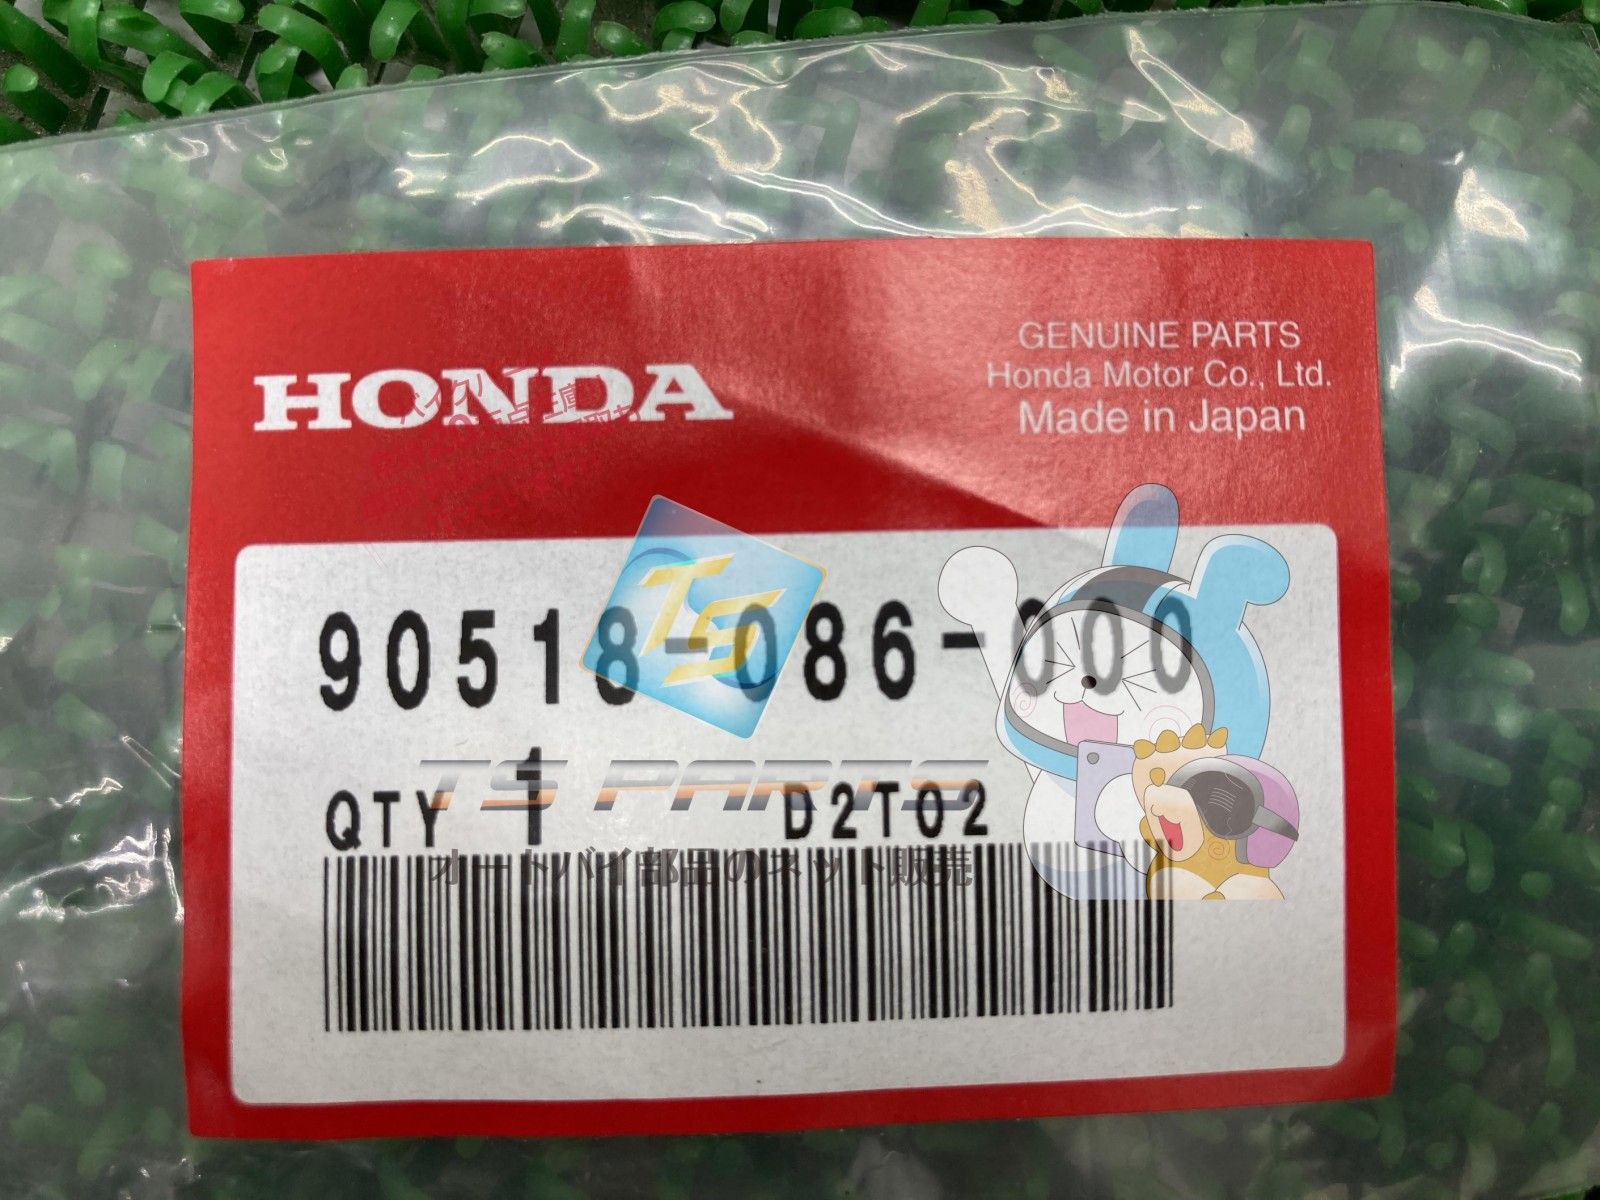 HONDA
GENUINE PARTS
Honda Motor Co., Ltd.
Made in Japan
TS
90518-086-000
QTY 1 D2T02
TS PARTS
オートバイ部品のネット販売